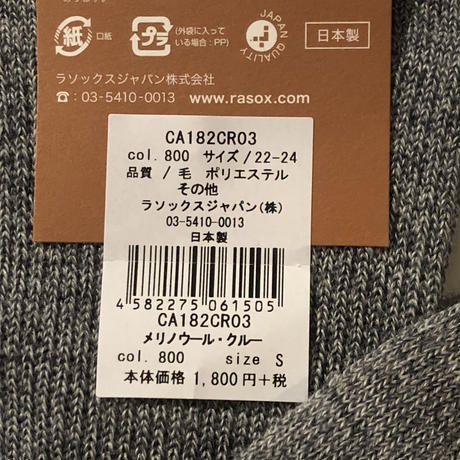 紙 口紙
プラ (外袋に入って
いる場合：PP)
JAPAN QUALITY
日本製
ラソックスジャパン株式会社
☎：03-5410-0013 www.rasox.com
CA182CR03
col. 800 サイズ/22-24
品質 / 毛 ポリエステル
その他
ラソックスジャパン(株)
03-5410-0013
日本製
4 582275 061505
CA182CR03
メリノウール・クルー
col. 800 size S
本体価格 1,800円+税